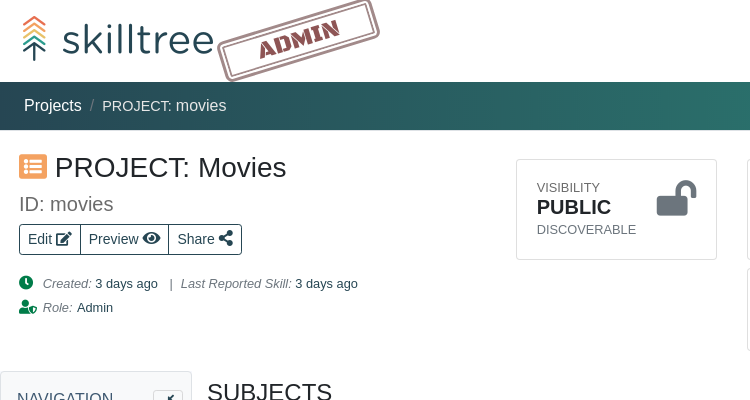 skilltree
ADMIN
Projects / PROJECT: movies
PROJECT: Movies
ID: movies
Edit Preview Share
Created: 3 days ago | Last Reported Skill: 3 days ago
Role: Admin
VISIBILITY
PUBLIC
DISCOVERABLE
NAVIGATION
SUBJECTS